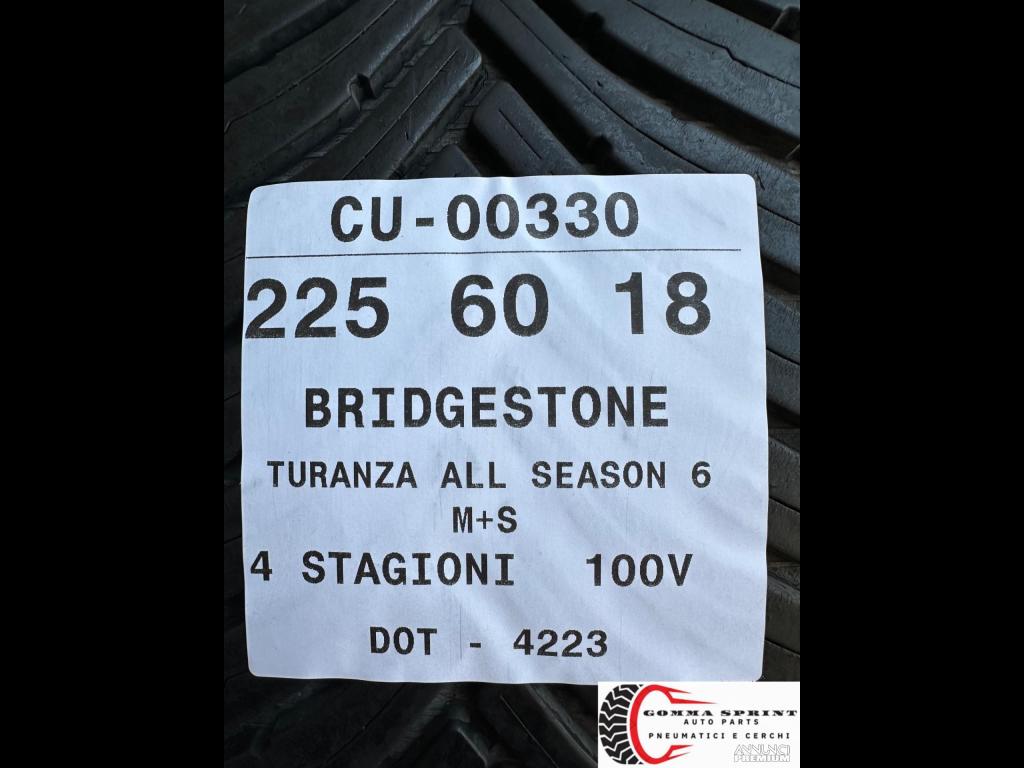 CU-00330
225 60 18
BRIDGESTONE
TURANZA ALL SEASON 6
M+S
4 STAGIONI 100V
DOT - 4223
GOMMA SPRINT
AUTO PARTS
PNEUMATICI E CERCHI
ANNUNCI
PREMIUM